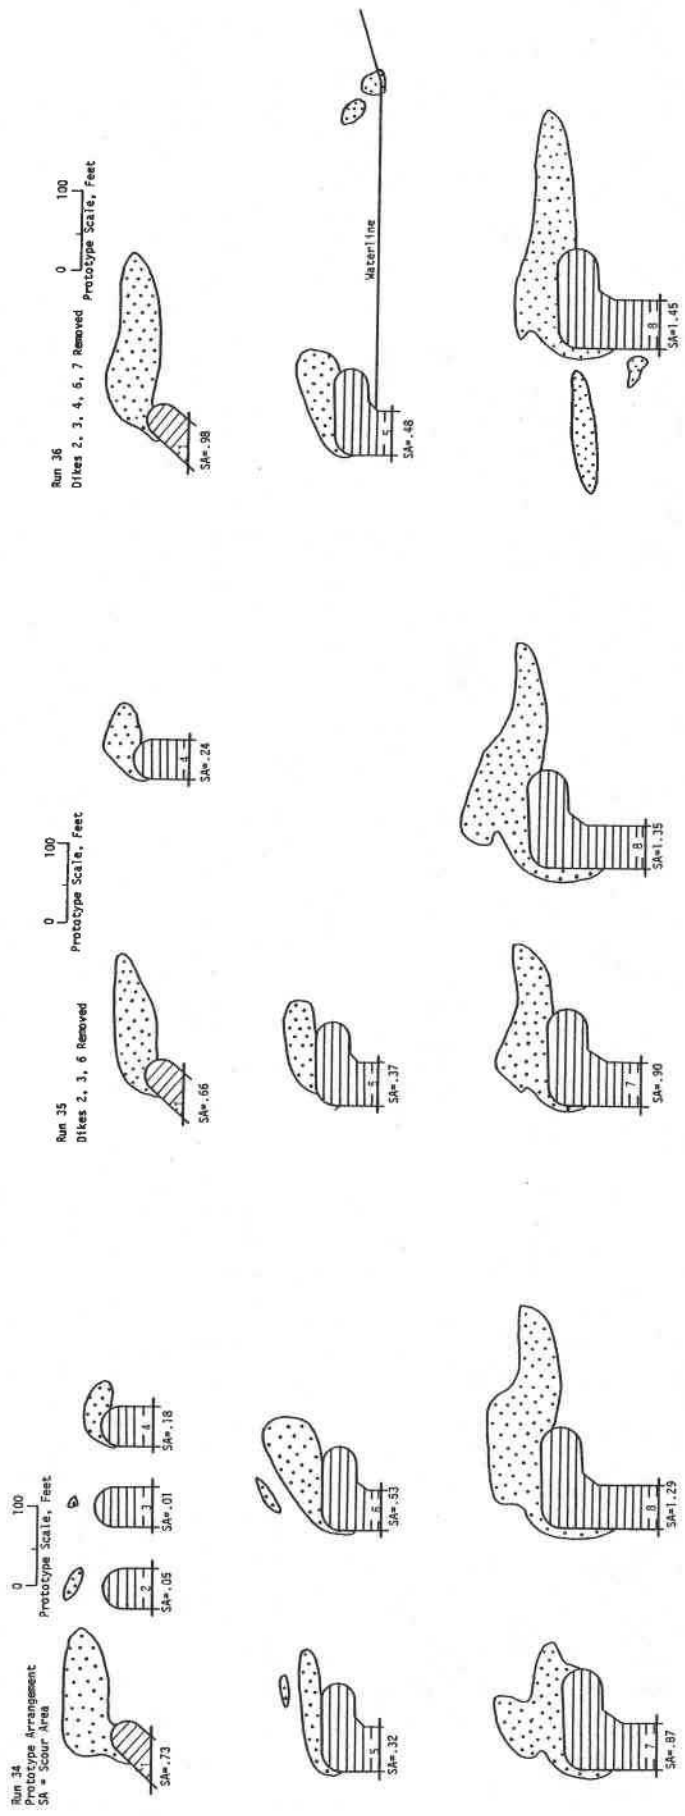 Run 34
Prototype Arrangement
SA = Scour Area
0 100
Prototype Scale, Feet
1
SA=.73
2
SA=.05
3
SA=.01
4
SA=.18
5
SA=.32
6
SA=.53
7
SA=.87
8
SA=1.29
Run 35
Dikes 2, 3, 6 Removed
0 100
Prototype Scale, Feet
1
SA=.66
4
SA=.24
5
SA=.37
7
SA=.90
8
SA=1.35
Run 36
Dikes 2, 3, 4, 6, 7 Removed
0 100
Prototype Scale, Feet
1
SA=.98
5
SA=.48
Waterline
8
SA=1.45